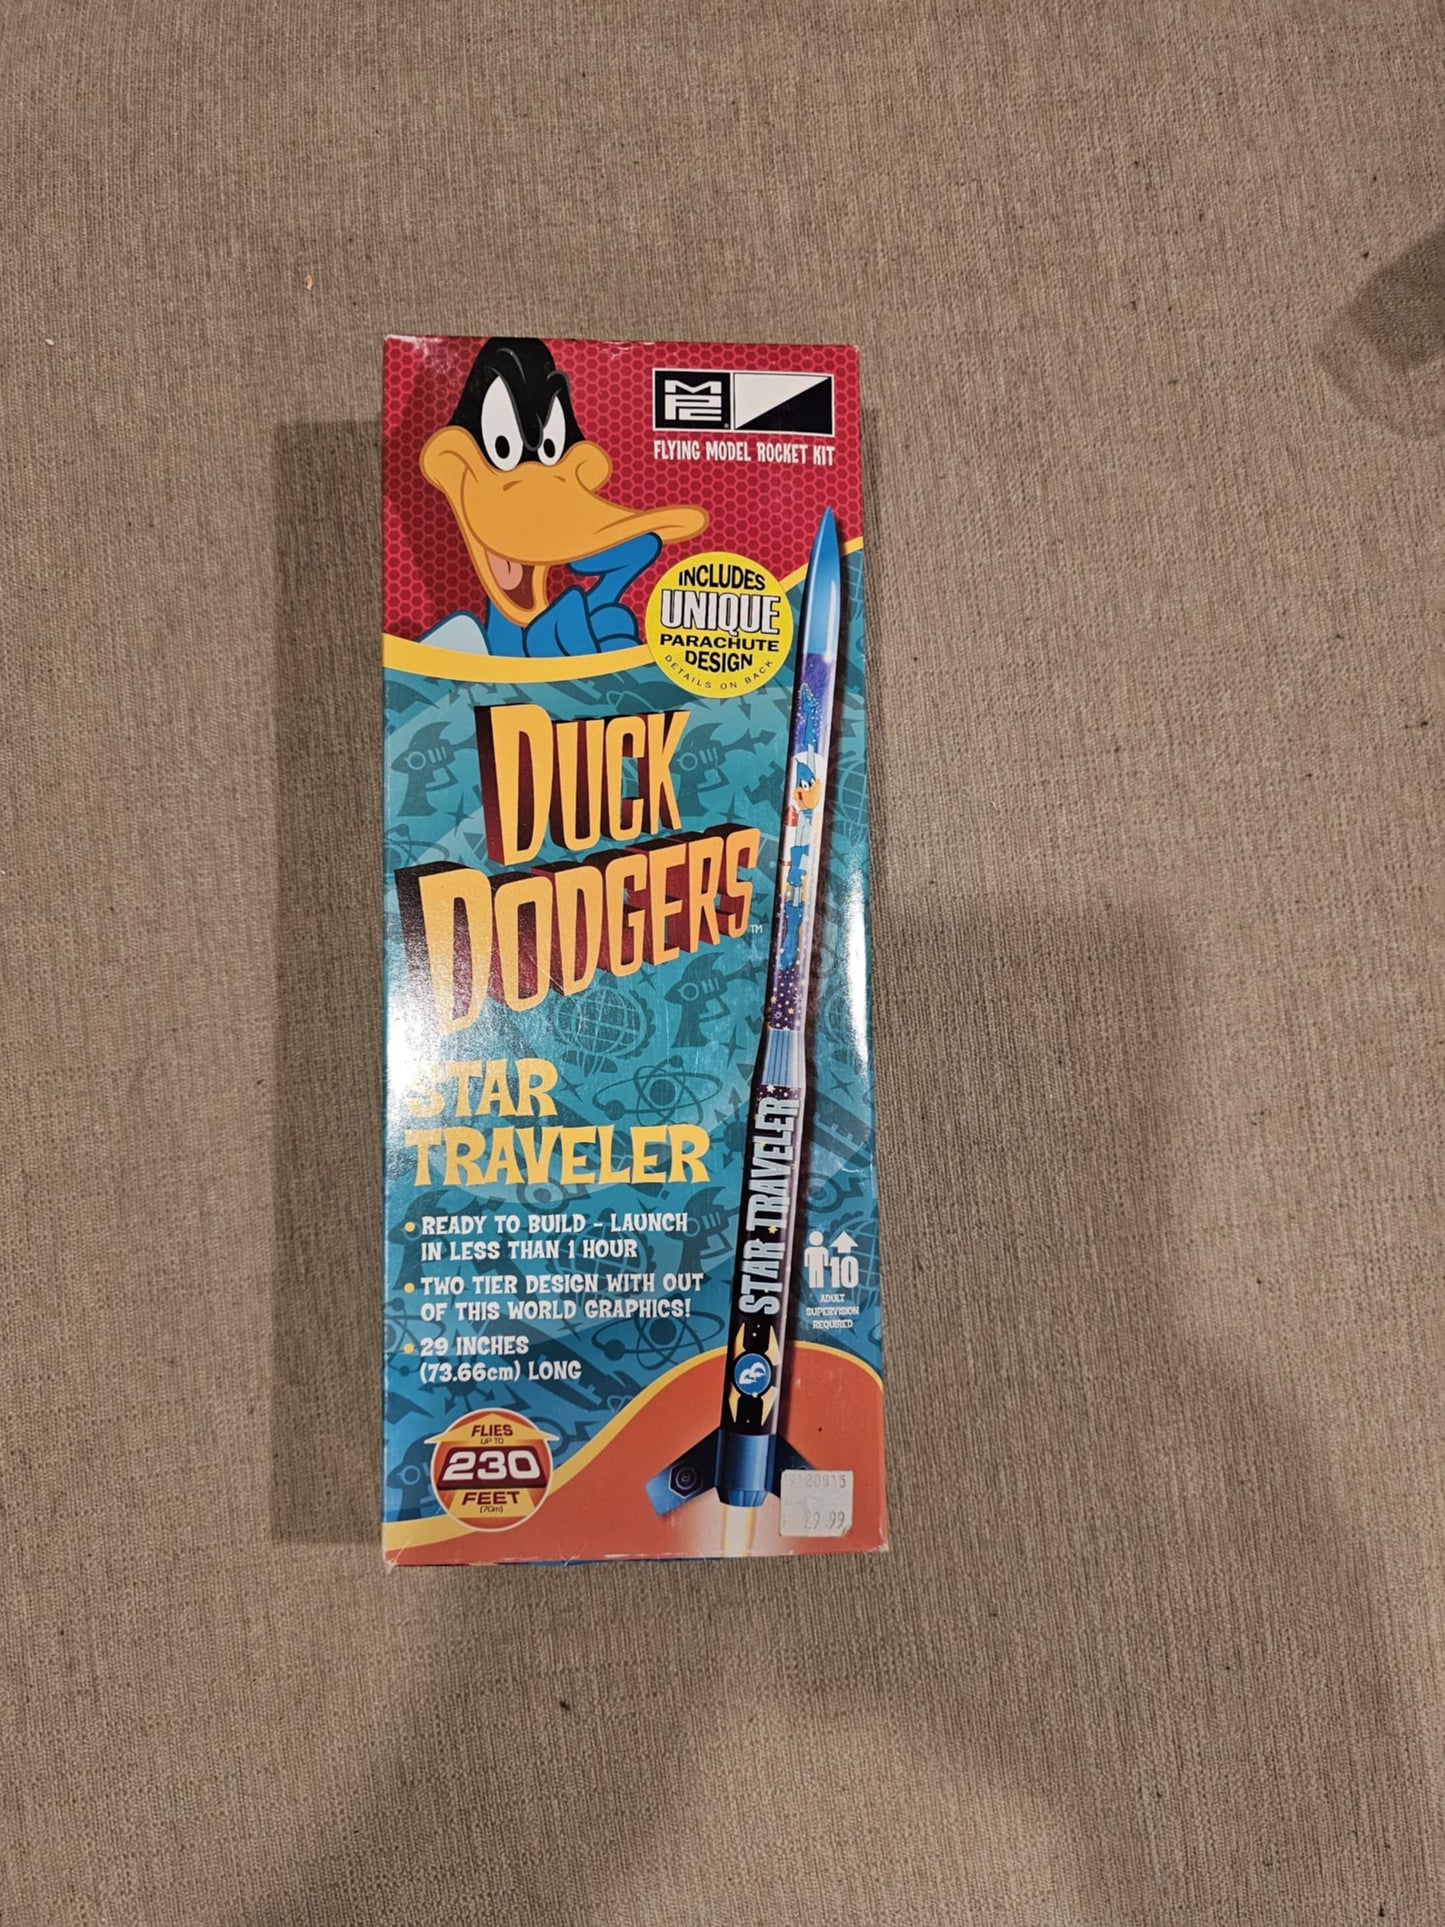 MPC
FLYING MODEL ROCKET KIT
INCLUDES
UNIQUE
PARACHUTE
DESIGN
DETAILS ON BACK
DUCK
DODGERS™
STAR
TRAVELER
• READY TO BUILD – LAUNCH
IN LESS THAN 1 HOUR
• TWO TIER DESIGN WITH OUT
OF THIS WORLD GRAPHICS!
• 29 INCHES
(73.66cm) LONG
STAR TRAVELER
10
ADULT
SUPERVISION
REQUIRED
FLIES
UP TO
230
FEET
(70m)
29.99